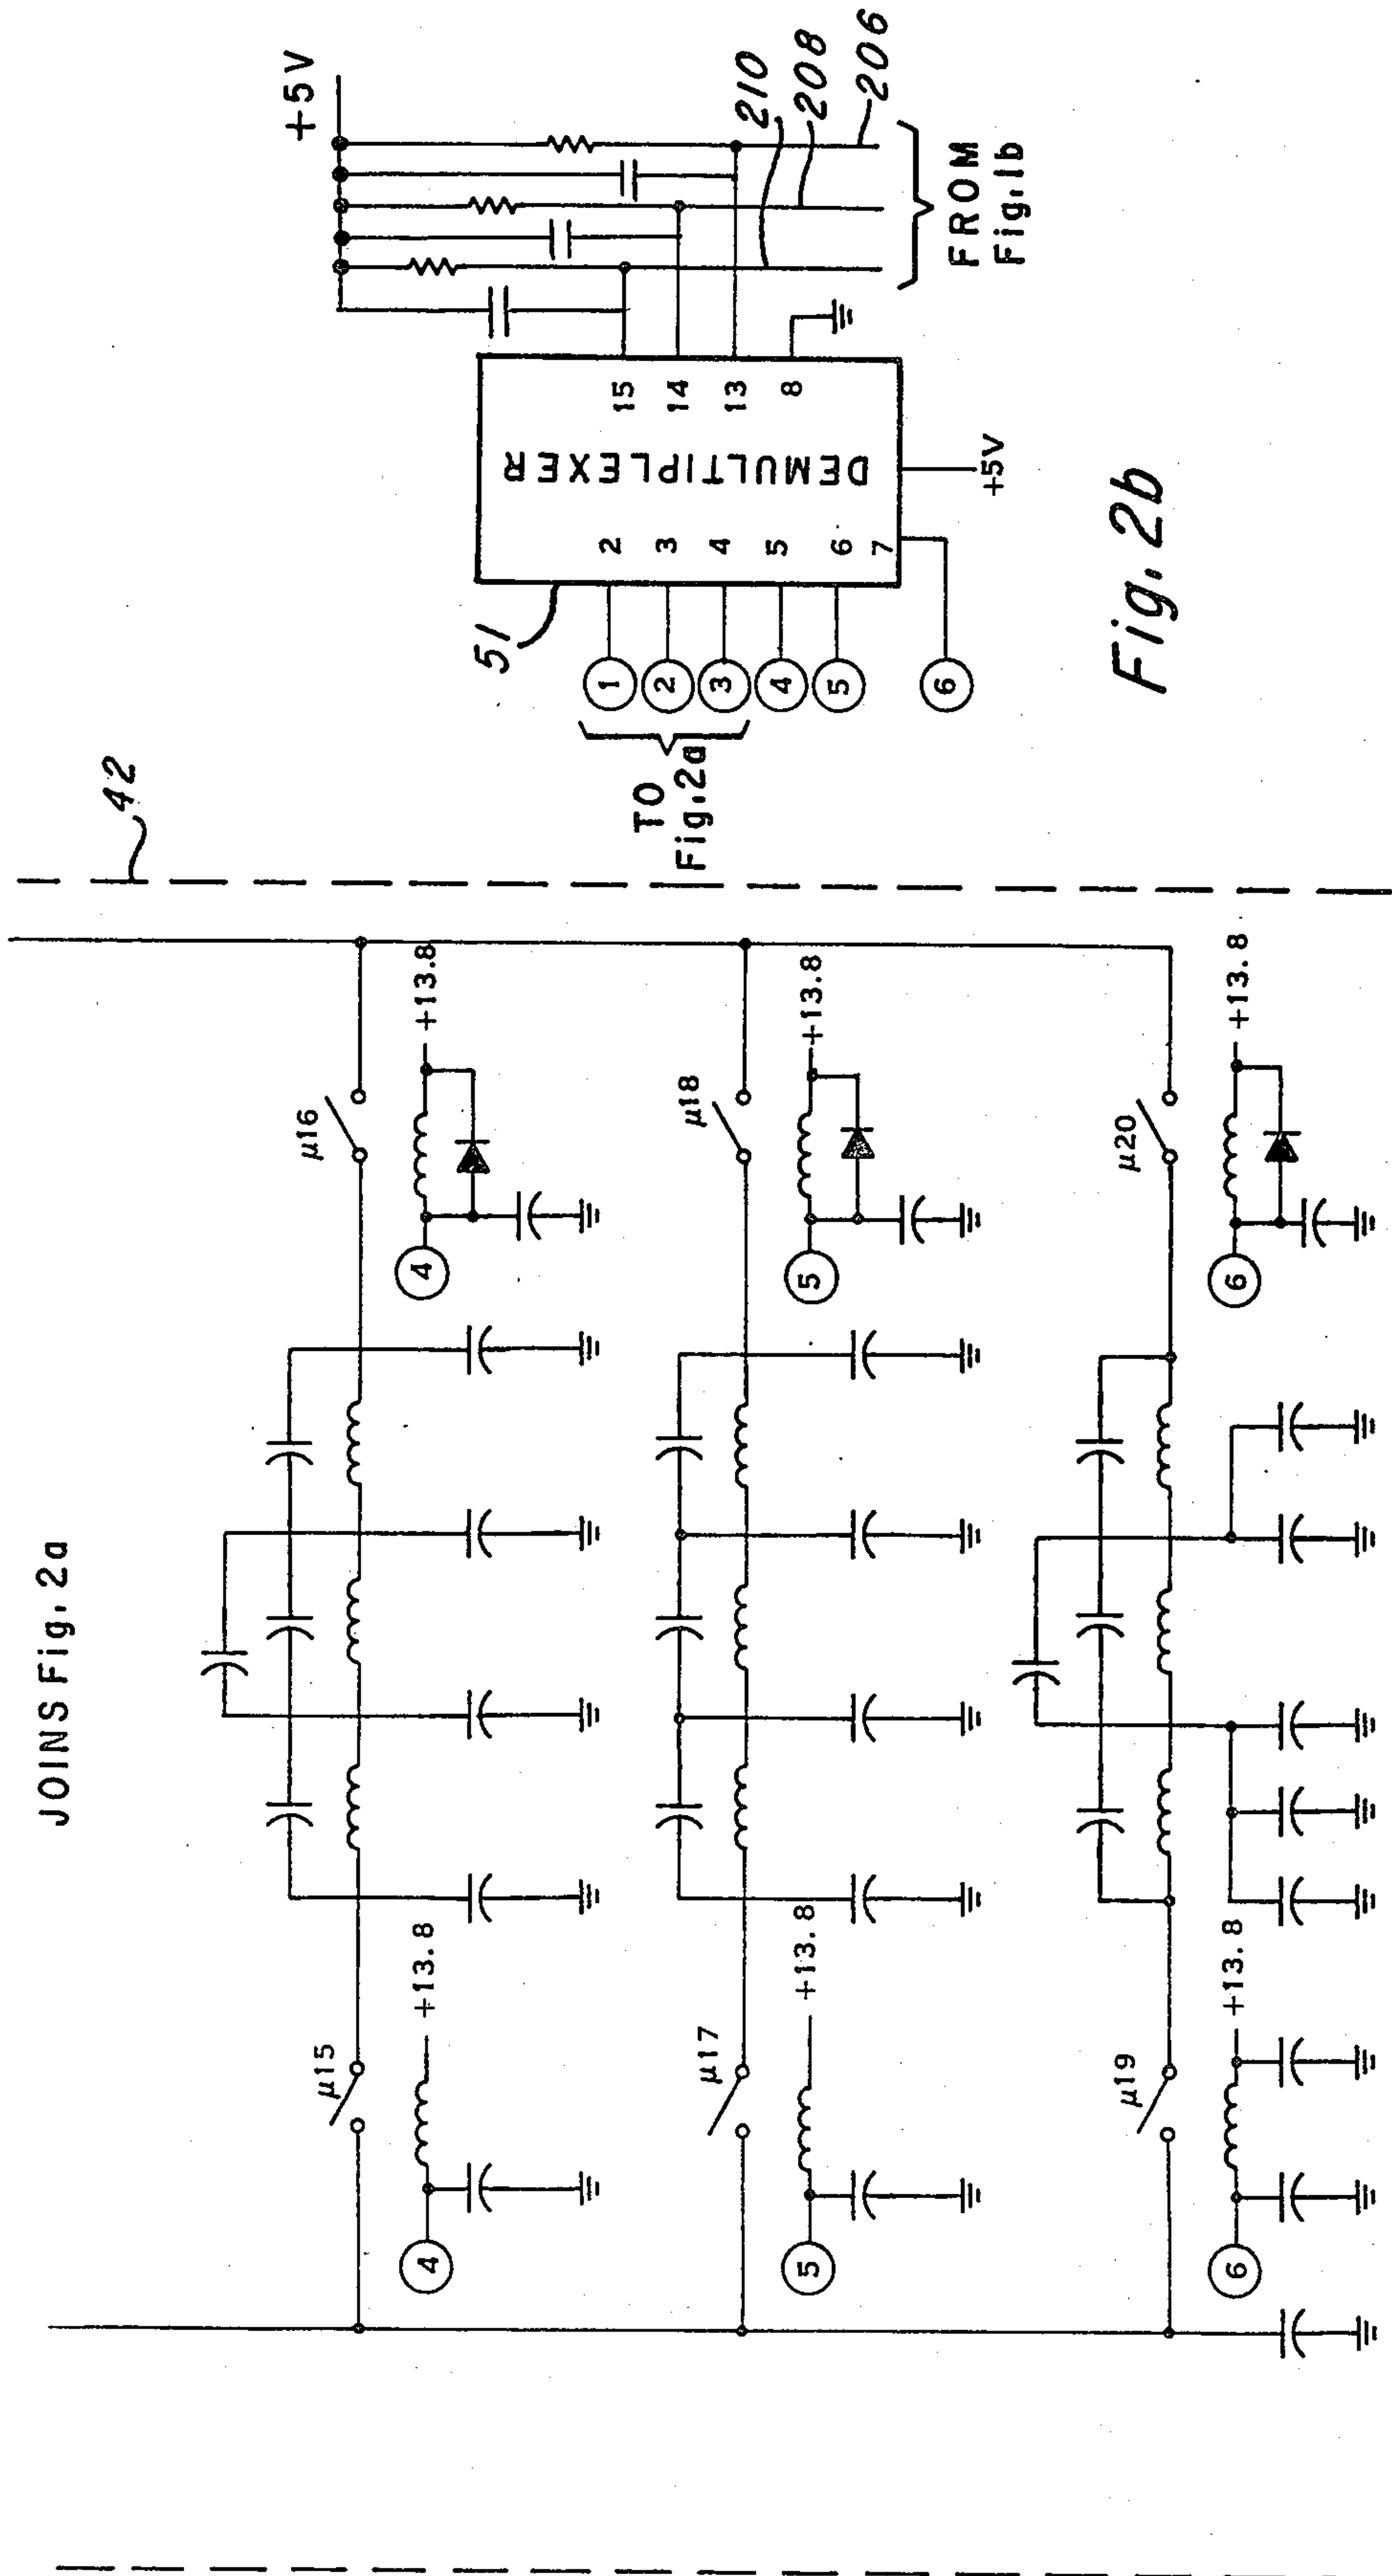 JOINS Fig. 2a
42
μ15
μ16
4
+13.8
4
+13.8
μ17
μ18
5
+13.8
5
+13.8
μ19
μ20
6
+13.8
6
+13.8
+5V
51
DEMULTIPLEXER
1
2
15
2
3
14
3
4
13
4
5
8
5
6
6
7
+5V
TO
Fig.2a
210
208
206
FROM
Fig.1b
Fig. 2b